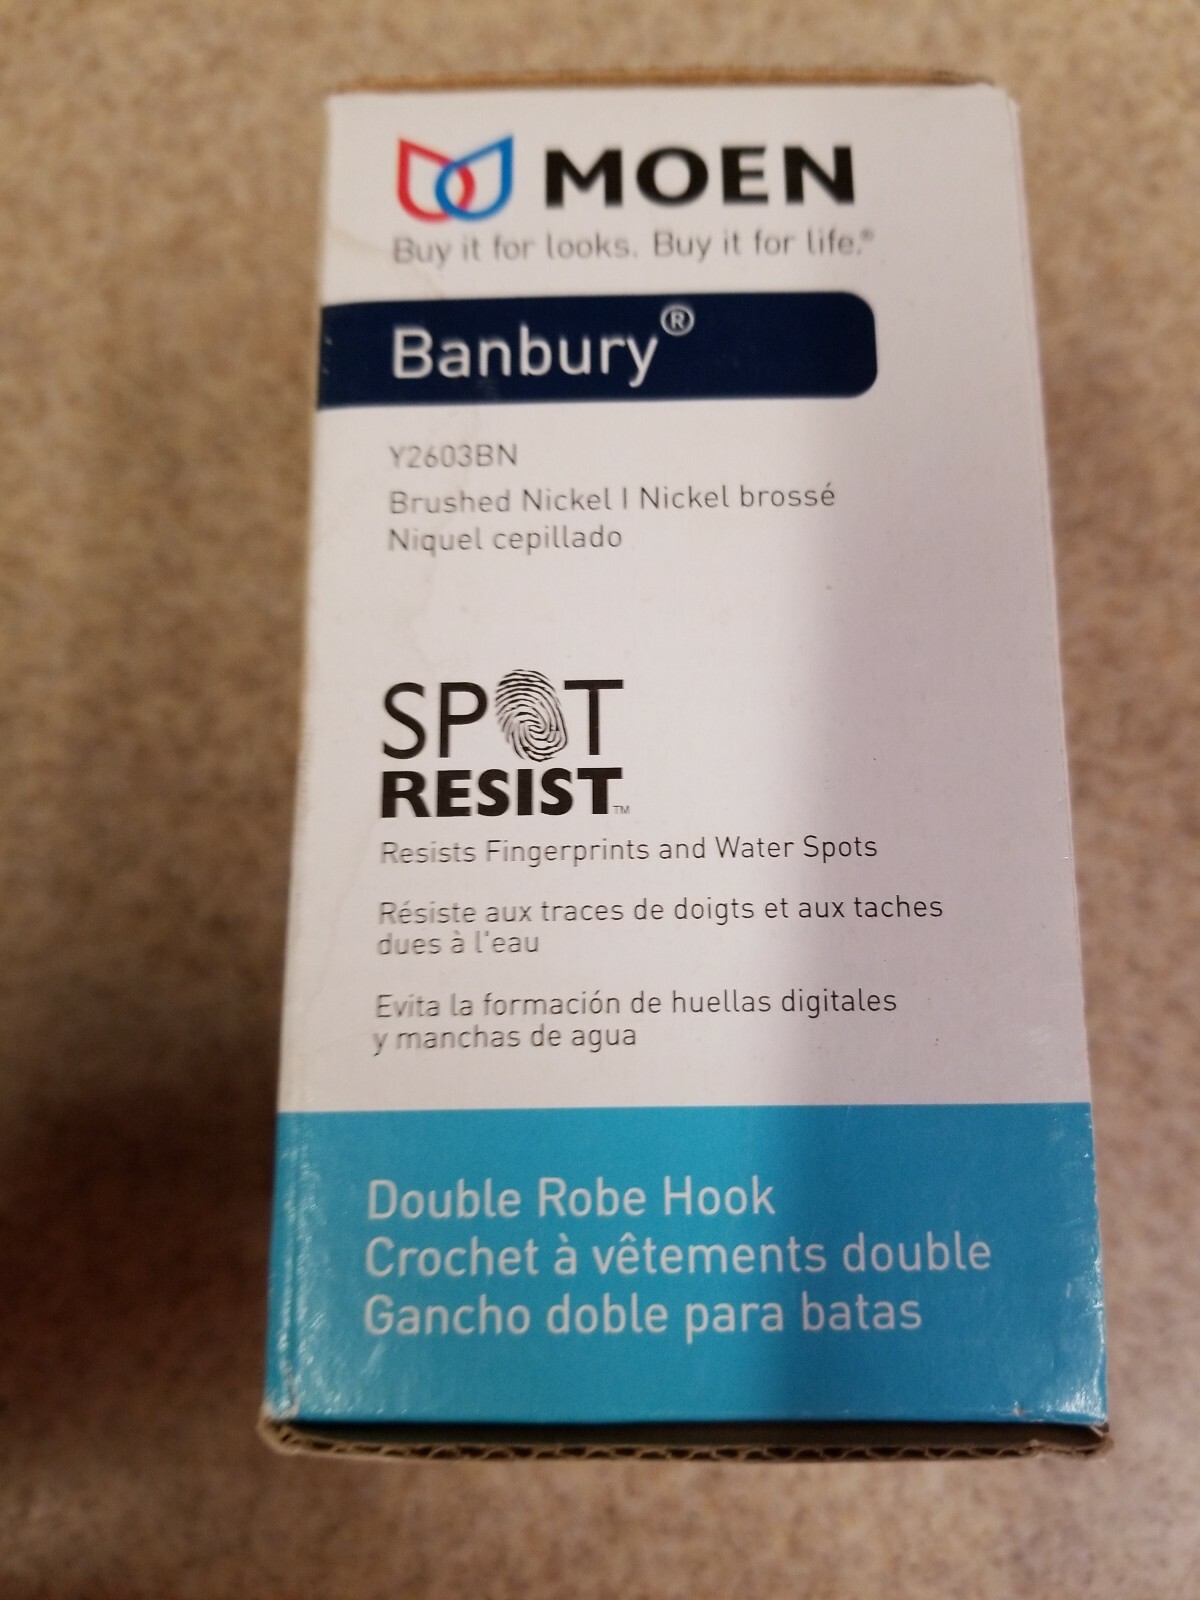 MOEN
Buy it for looks. Buy it for life.®
Banbury®
Y2603BN
Brushed Nickel | Nickel brossé
Niquel cepillado
SPOT
RESIST™
Resists Fingerprints and Water Spots
Résiste aux traces de doigts et aux taches
dues à l'eau
Evita la formación de huellas digitales
y manchas de agua
Double Robe Hook
Crochet à vêtements double
Gancho doble para batas